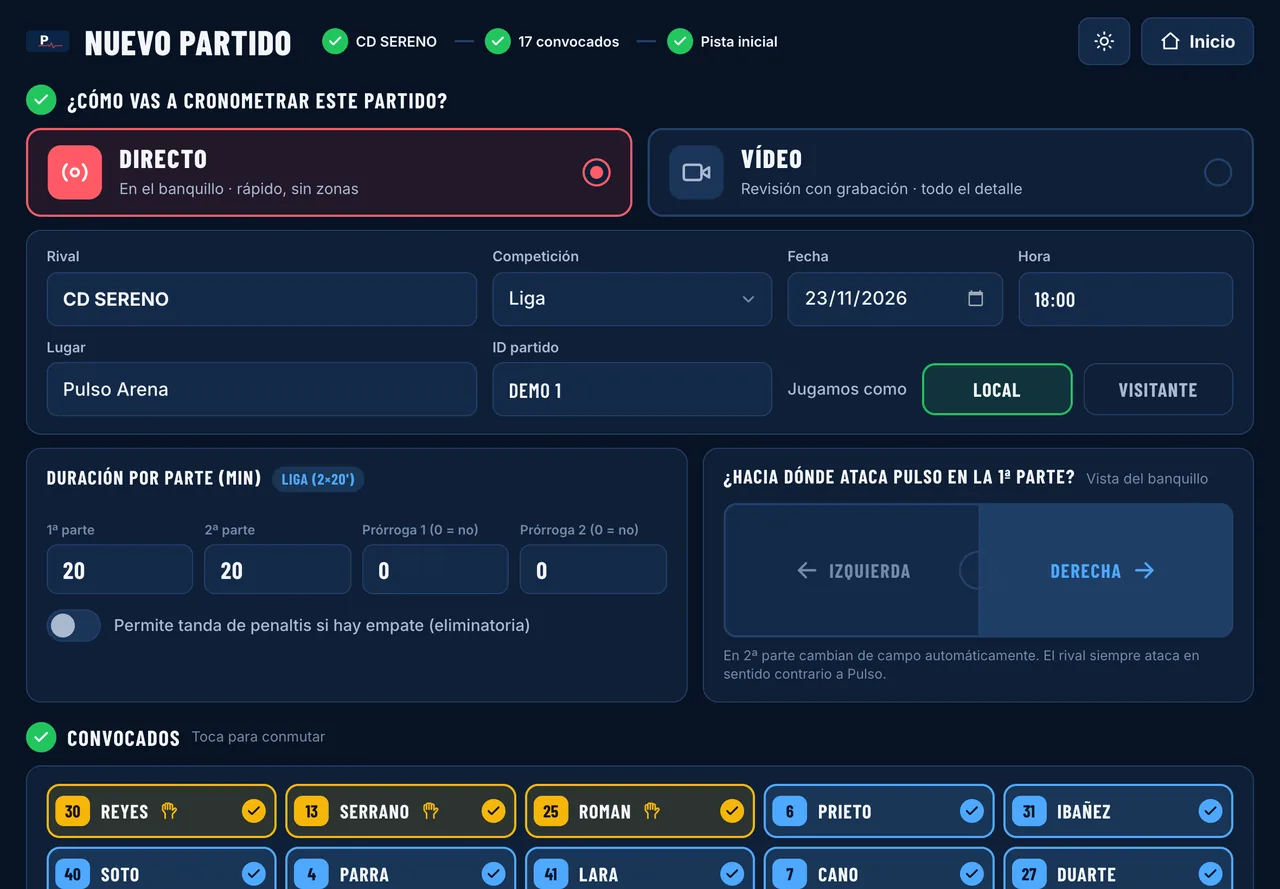 P NUEVO PARTIDO CD SERENO 17 convocados Pista inicial Inicio
¿CÓMO VAS A CRONOMETRAR ESTE PARTIDO?
DIRECTO
En el banquillo · rápido, sin zonas
VÍDEO
Revisión con grabación · todo el detalle
Rival Competición Fecha Hora
CD SERENO Liga 23/11/2026 18:00
Lugar ID partido
Pulso Arena DEMO 1 Jugamos como LOCAL VISITANTE
DURACIÓN POR PARTE (MIN) LIGA (2×20')
1ª parte 2ª parte Prórroga 1 (0 = no) Prórroga 2 (0 = no)
20 20 0 0
Permite tanda de penaltis si hay empate (eliminatoria)
¿HACIA DÓNDE ATACA PULSO EN LA 1ª PARTE? Vista del banquillo
← IZQUIERDA DERECHA →
En 2ª parte cambian de campo automáticamente. El rival siempre ataca en
sentido contrario a Pulso.
CONVOCADOS Toca para conmutar
30 REYES 13 SERRANO 25 ROMAN 6 PRIETO 31 IBAÑEZ
40 SOTO 4 PARRA 41 LARA 7 CANO 27 DUARTE